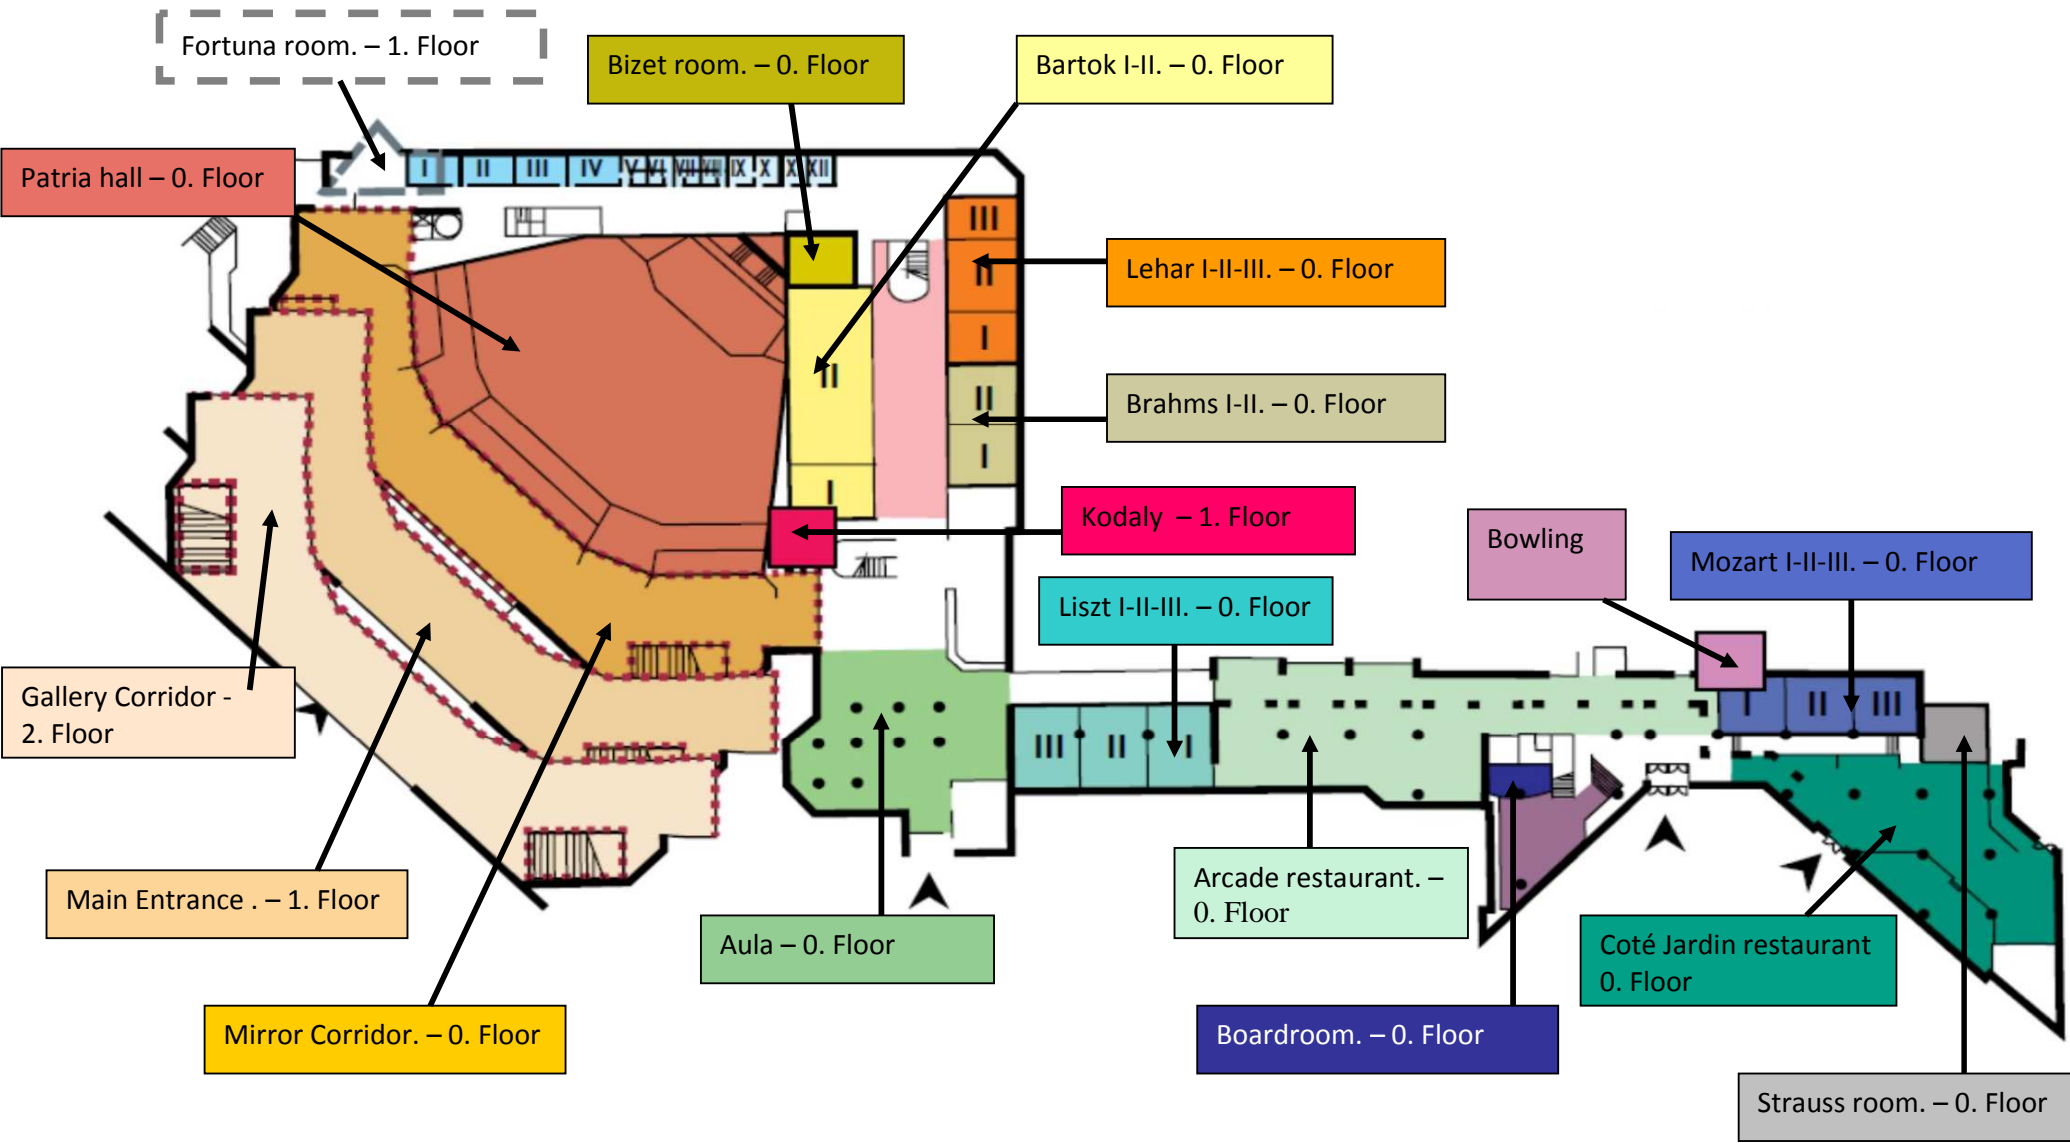 Fortuna room. – 1. Floor
Bizet room. – 0. Floor
Bartok I-II. – 0. Floor
Patria hall – 0. Floor
I II III IV V VI VII VIII IX X XI XII
III
Lehar I-II-III. – 0. Floor
II
I
II
Brahms I-II. – 0. Floor
II
I
I
Kodaly – 1. Floor
Bowling
Mozart I-II-III. – 0. Floor
Liszt I-II-III. – 0. Floor
Gallery Corridor -
2. Floor
III II I
I II III
Main Entrance . – 1. Floor
Aula – 0. Floor
Arcade restaurant. –
0. Floor
Coté Jardin restaurant
0. Floor
Mirror Corridor. – 0. Floor
Boardroom. – 0. Floor
Strauss room. – 0. Floor